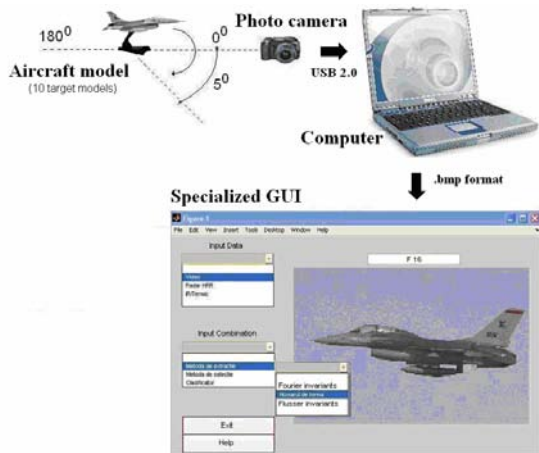 Photo camera
180⁰
0⁰
Aircraft model
(10 target models)
5⁰
USB 2.0
Computer
.bmp format
Specialized GUI
Figure 1
File Edit View Insert Tools Desktop Window Help
Input Data
F 16
Video
Radar HRR
Input Combination
Metoda de extractie
Metoda de selectie
Clasificator
Fourier invariants
Flusser invariants
Exit
Help